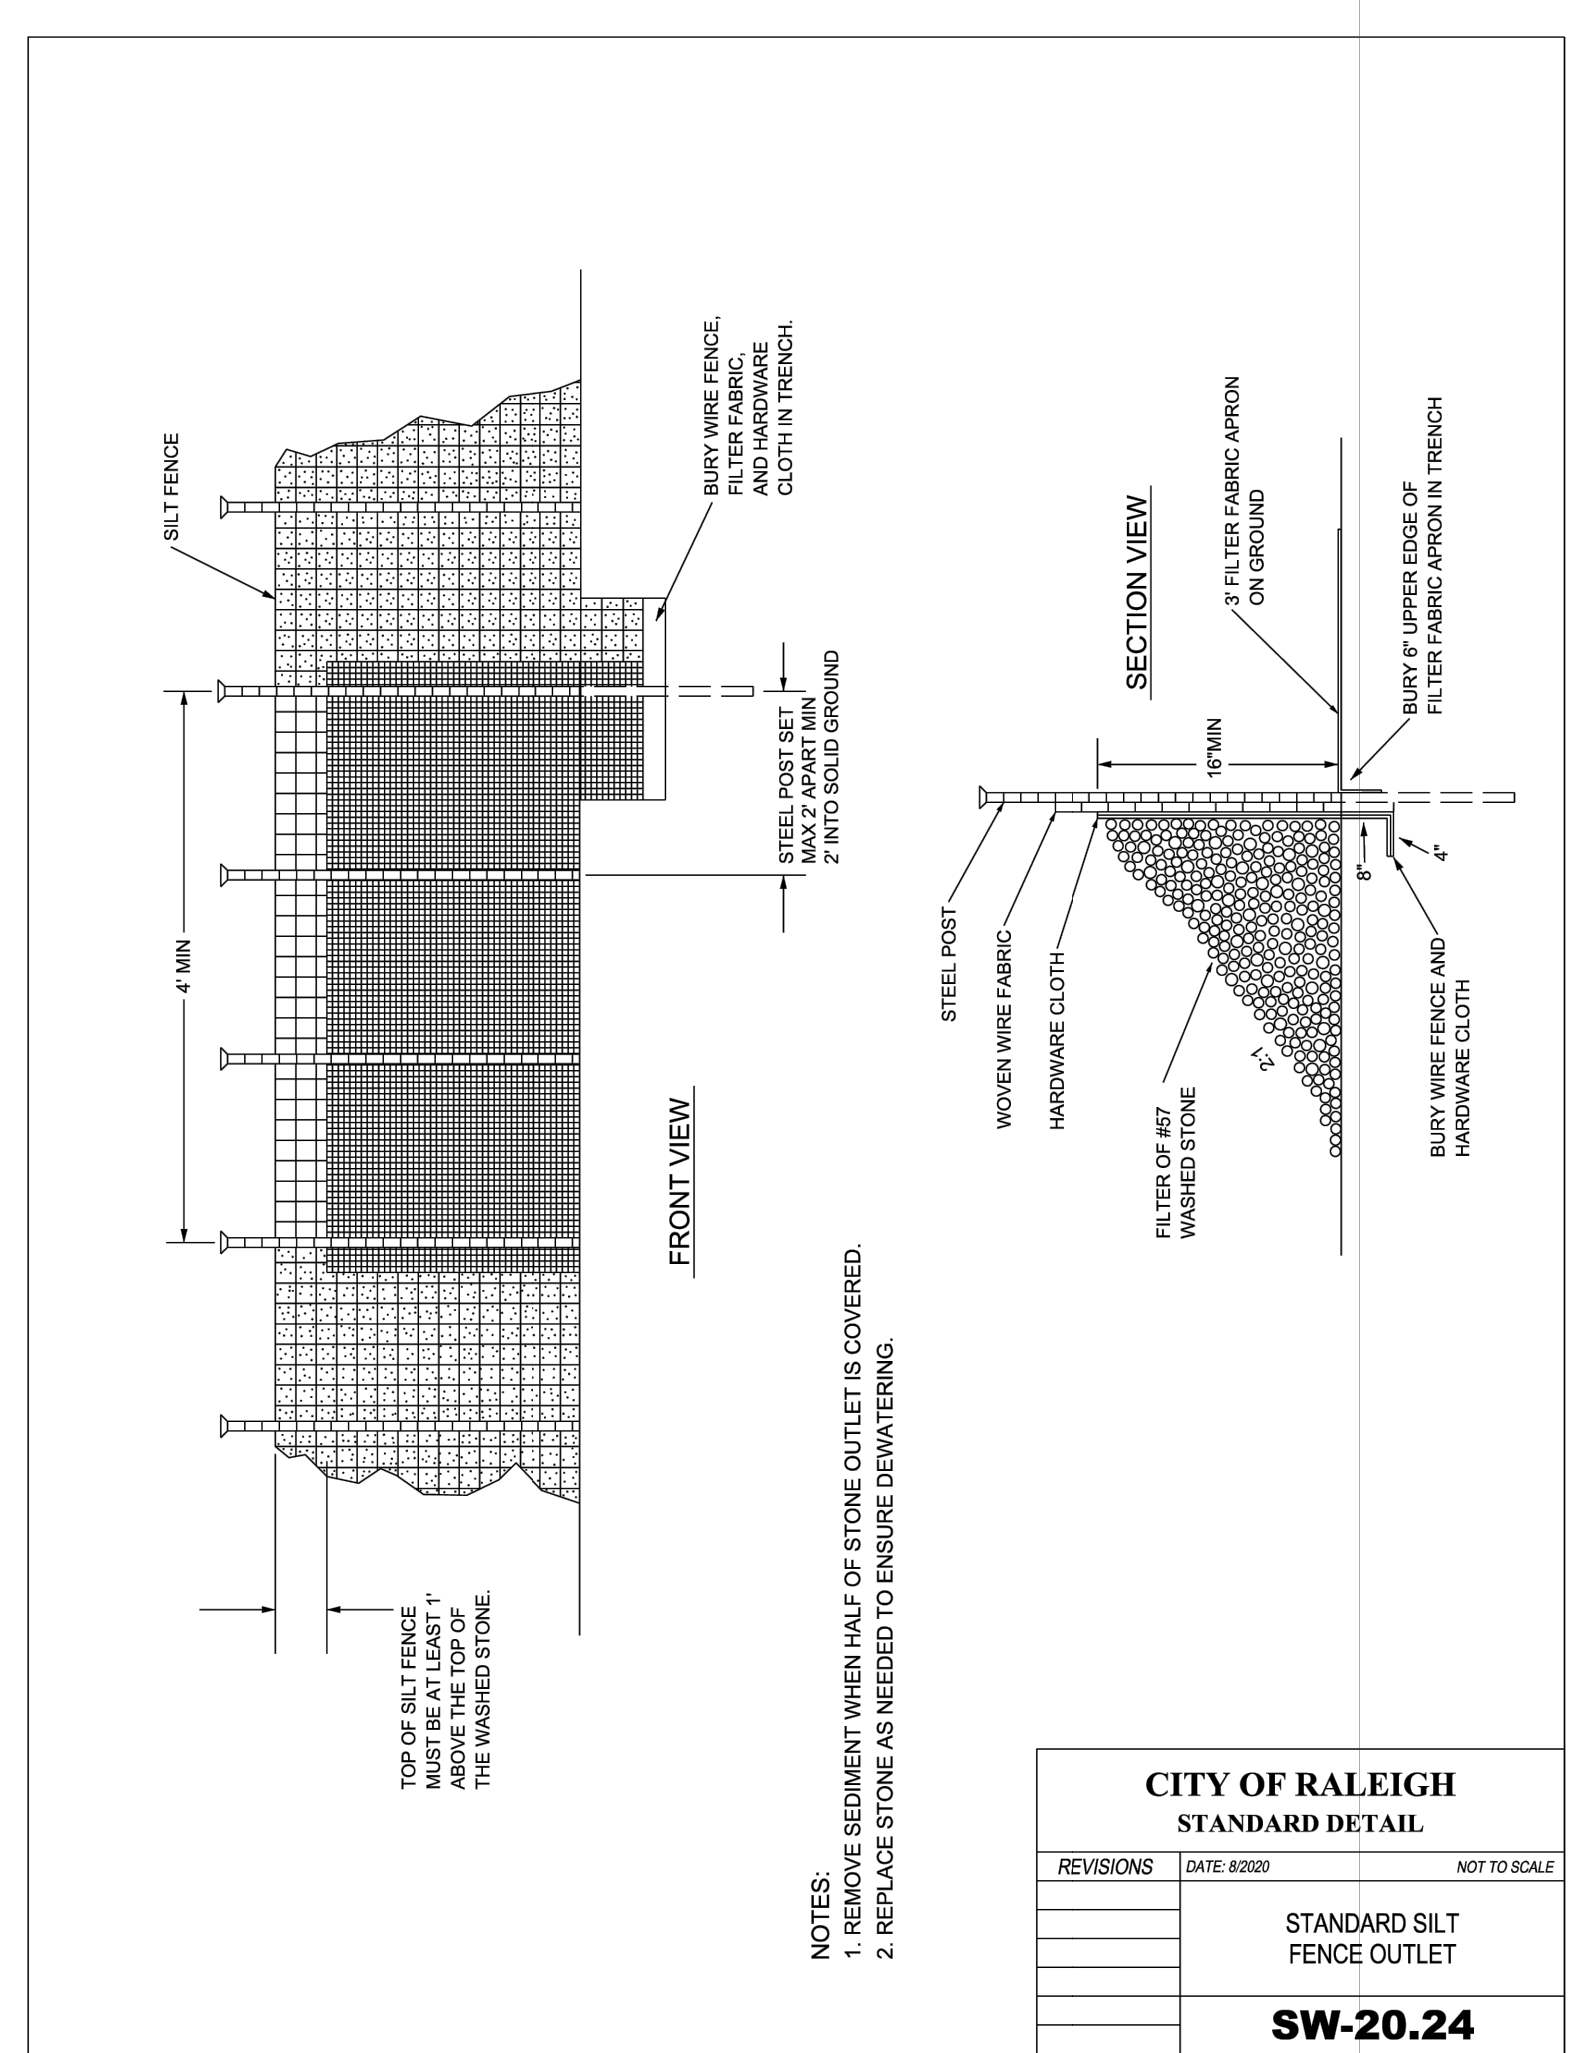 SILT FENCE
4' MIN
BURY WIRE FENCE,
FILTER FABRIC,
AND HARDWARE
CLOTH IN TRENCH.
STEEL POST SET
MAX 2' APART MIN
2' INTO SOLID GROUND
FRONT VIEW
TOP OF SILT FENCE
MUST BE AT LEAST 1'
ABOVE THE TOP OF
THE WASHED STONE.
NOTES:
1. REMOVE SEDIMENT WHEN HALF OF STONE OUTLET IS COVERED.
2. REPLACE STONE AS NEEDED TO ENSURE DEWATERING.
STEEL POST
WOVEN WIRE FABRIC
HARDWARE CLOTH
FILTER OF #57
WASHED STONE
2:1
SECTION VIEW
16"MIN
3' FILTER FABRIC APRON
ON GROUND
BURY 6" UPPER EDGE OF
FILTER FABRIC APRON IN TRENCH
8"
4"
BURY WIRE FENCE AND
HARDWARE CLOTH
CITY OF RALEIGH
STANDARD DETAIL
REVISIONS
DATE: 8/2020
NOT TO SCALE
STANDARD SILT
FENCE OUTLET
SW-20.24